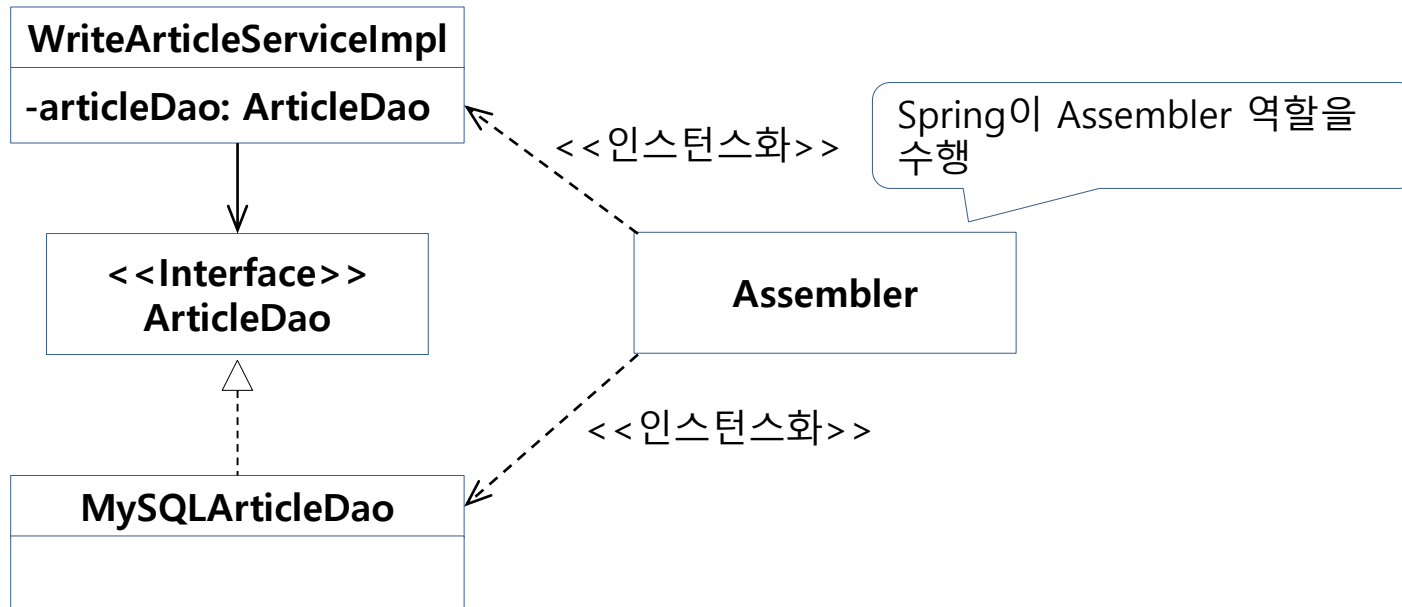 WriteArticleServiceImpl
-articleDao: ArticleDao
<<인스턴스화>>
Spring이 Assembler 역할을
수행
<<Interface>>
ArticleDao
Assembler
<<인스턴스화>>
MySQLArticleDao